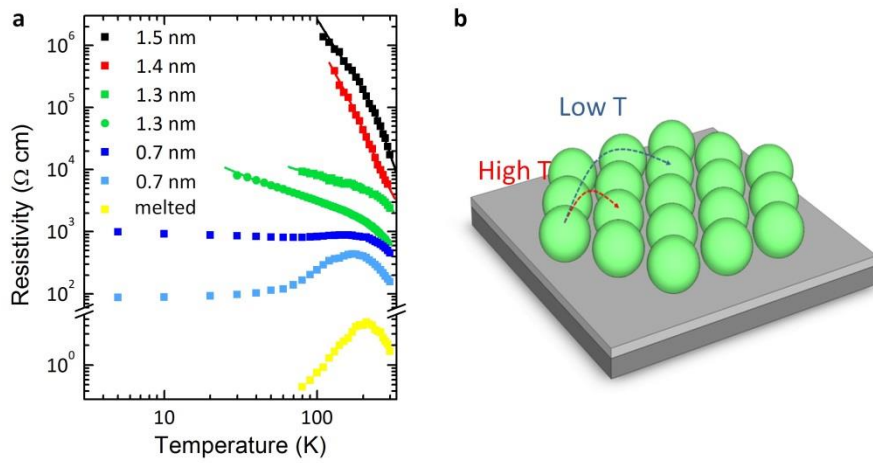 a
10⁶
10⁵
10⁴
10³
10²
10⁰
Resistivity (Ω cm)
1.5 nm
1.4 nm
1.3 nm
1.3 nm
0.7 nm
0.7 nm
melted
10
100
Temperature (K)
b
Low T
High T